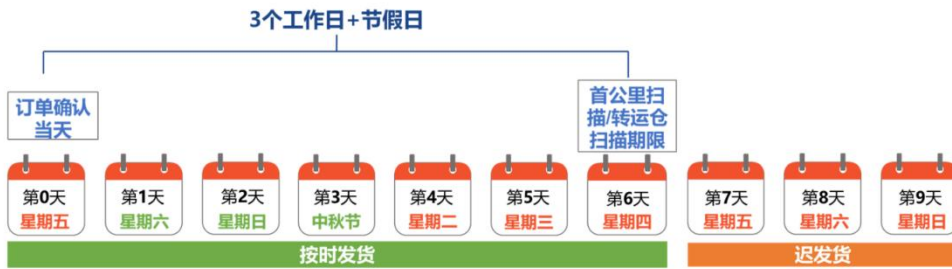 3个工作日+节假日
订单确认
当天
首公里扫
描/转运仓
扫描期限
第0天
星期五
第1天
星期六
第2天
星期日
第3天
中秋节
第4天
星期二
第5天
星期三
第6天
星期四
第7天
星期五
第8天
星期六
第9天
星期日
按时发货
迟发货